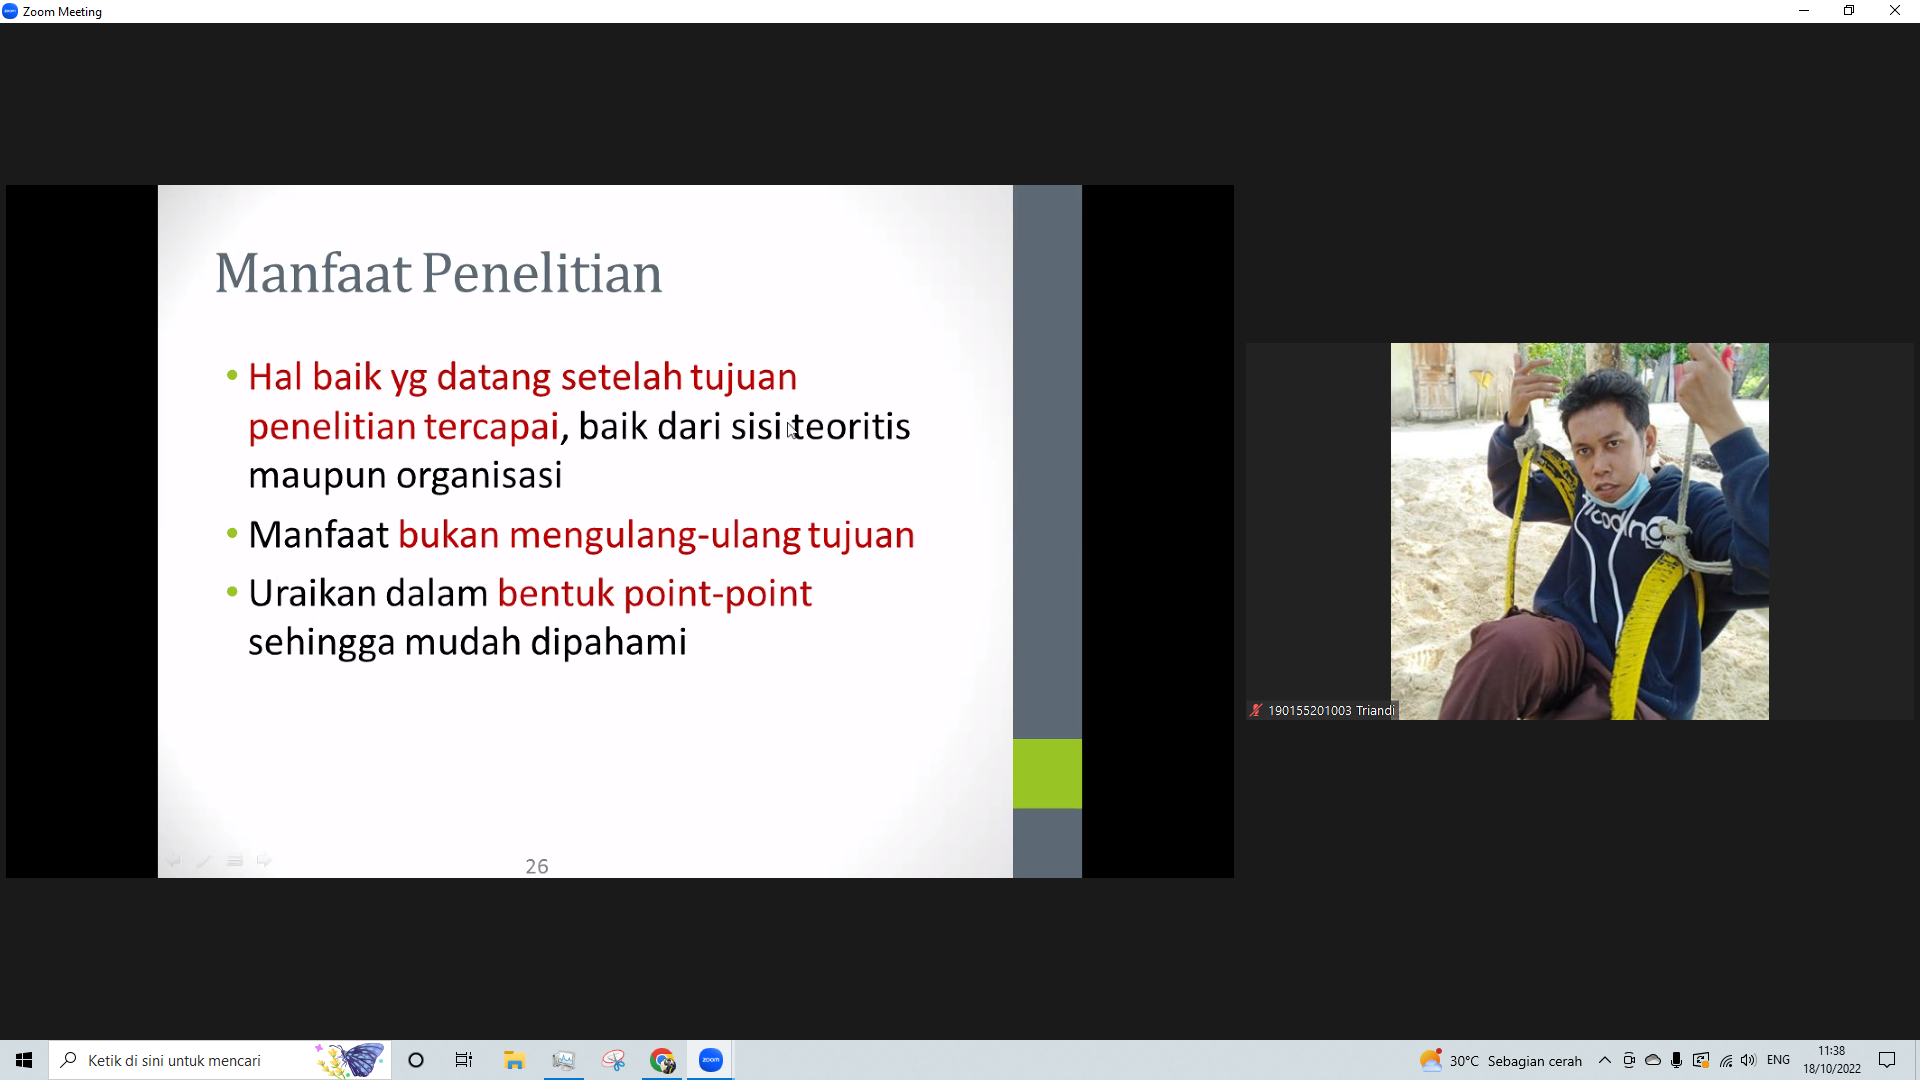 Zoom Meeting
Manfaat Penelitian
• Hal baik yg datang setelah tujuan
penelitian tercapai, baik dari sisi teoritis
maupun organisasi
• Manfaat bukan mengulang-ulang tujuan
• Uraikan dalam bentuk point-point
sehingga mudah dipahami
26
190155201003 Triandi
coding
Ketik di sini untuk mencari
zoom
30°C Sebagian cerah
ENG
11:38
18/10/2022